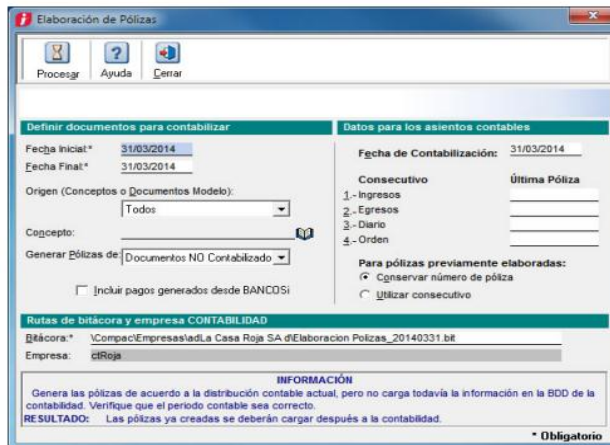 Elaboración de Pólizas
Procesar Ayuda Cerrar
Definir documentos para contabilizar
Fecha Inicial:* 31/03/2014
Fecha Final:* 31/03/2014
Origen (Conceptos o Documentos Modelo):
Todos
Concepto:
Generar Pólizas de: Documentos NO Contabilizado
Incluir pagos generados desde BANCOSi
Datos para los asientos contables
Fecha de Contabilización: 31/03/2014
Consecutivo Última Póliza
1.- Ingresos
2.- Egresos
3.- Diario
4.- Orden
Para pólizas previamente elaboradas:
Conservar número de póliza
Utilizar consecutivo
Rutas de bitácora y empresa CONTABILIDAD
Bitácora:* \Compac\Empresas\adLa Casa Roja SA d\Elaboracion Polizas_20140331.bit
Empresa: ctRoja
INFORMACIÓN
Genera las pólizas de acuerdo a la distribución contable actual, pero no carga todavía la información en la BDD de la
contabilidad. Verifique que el periodo contable sea correcto.
RESULTADO: Las pólizas ya creadas se deberán cargar después a la contabilidad.
* Obligatorio